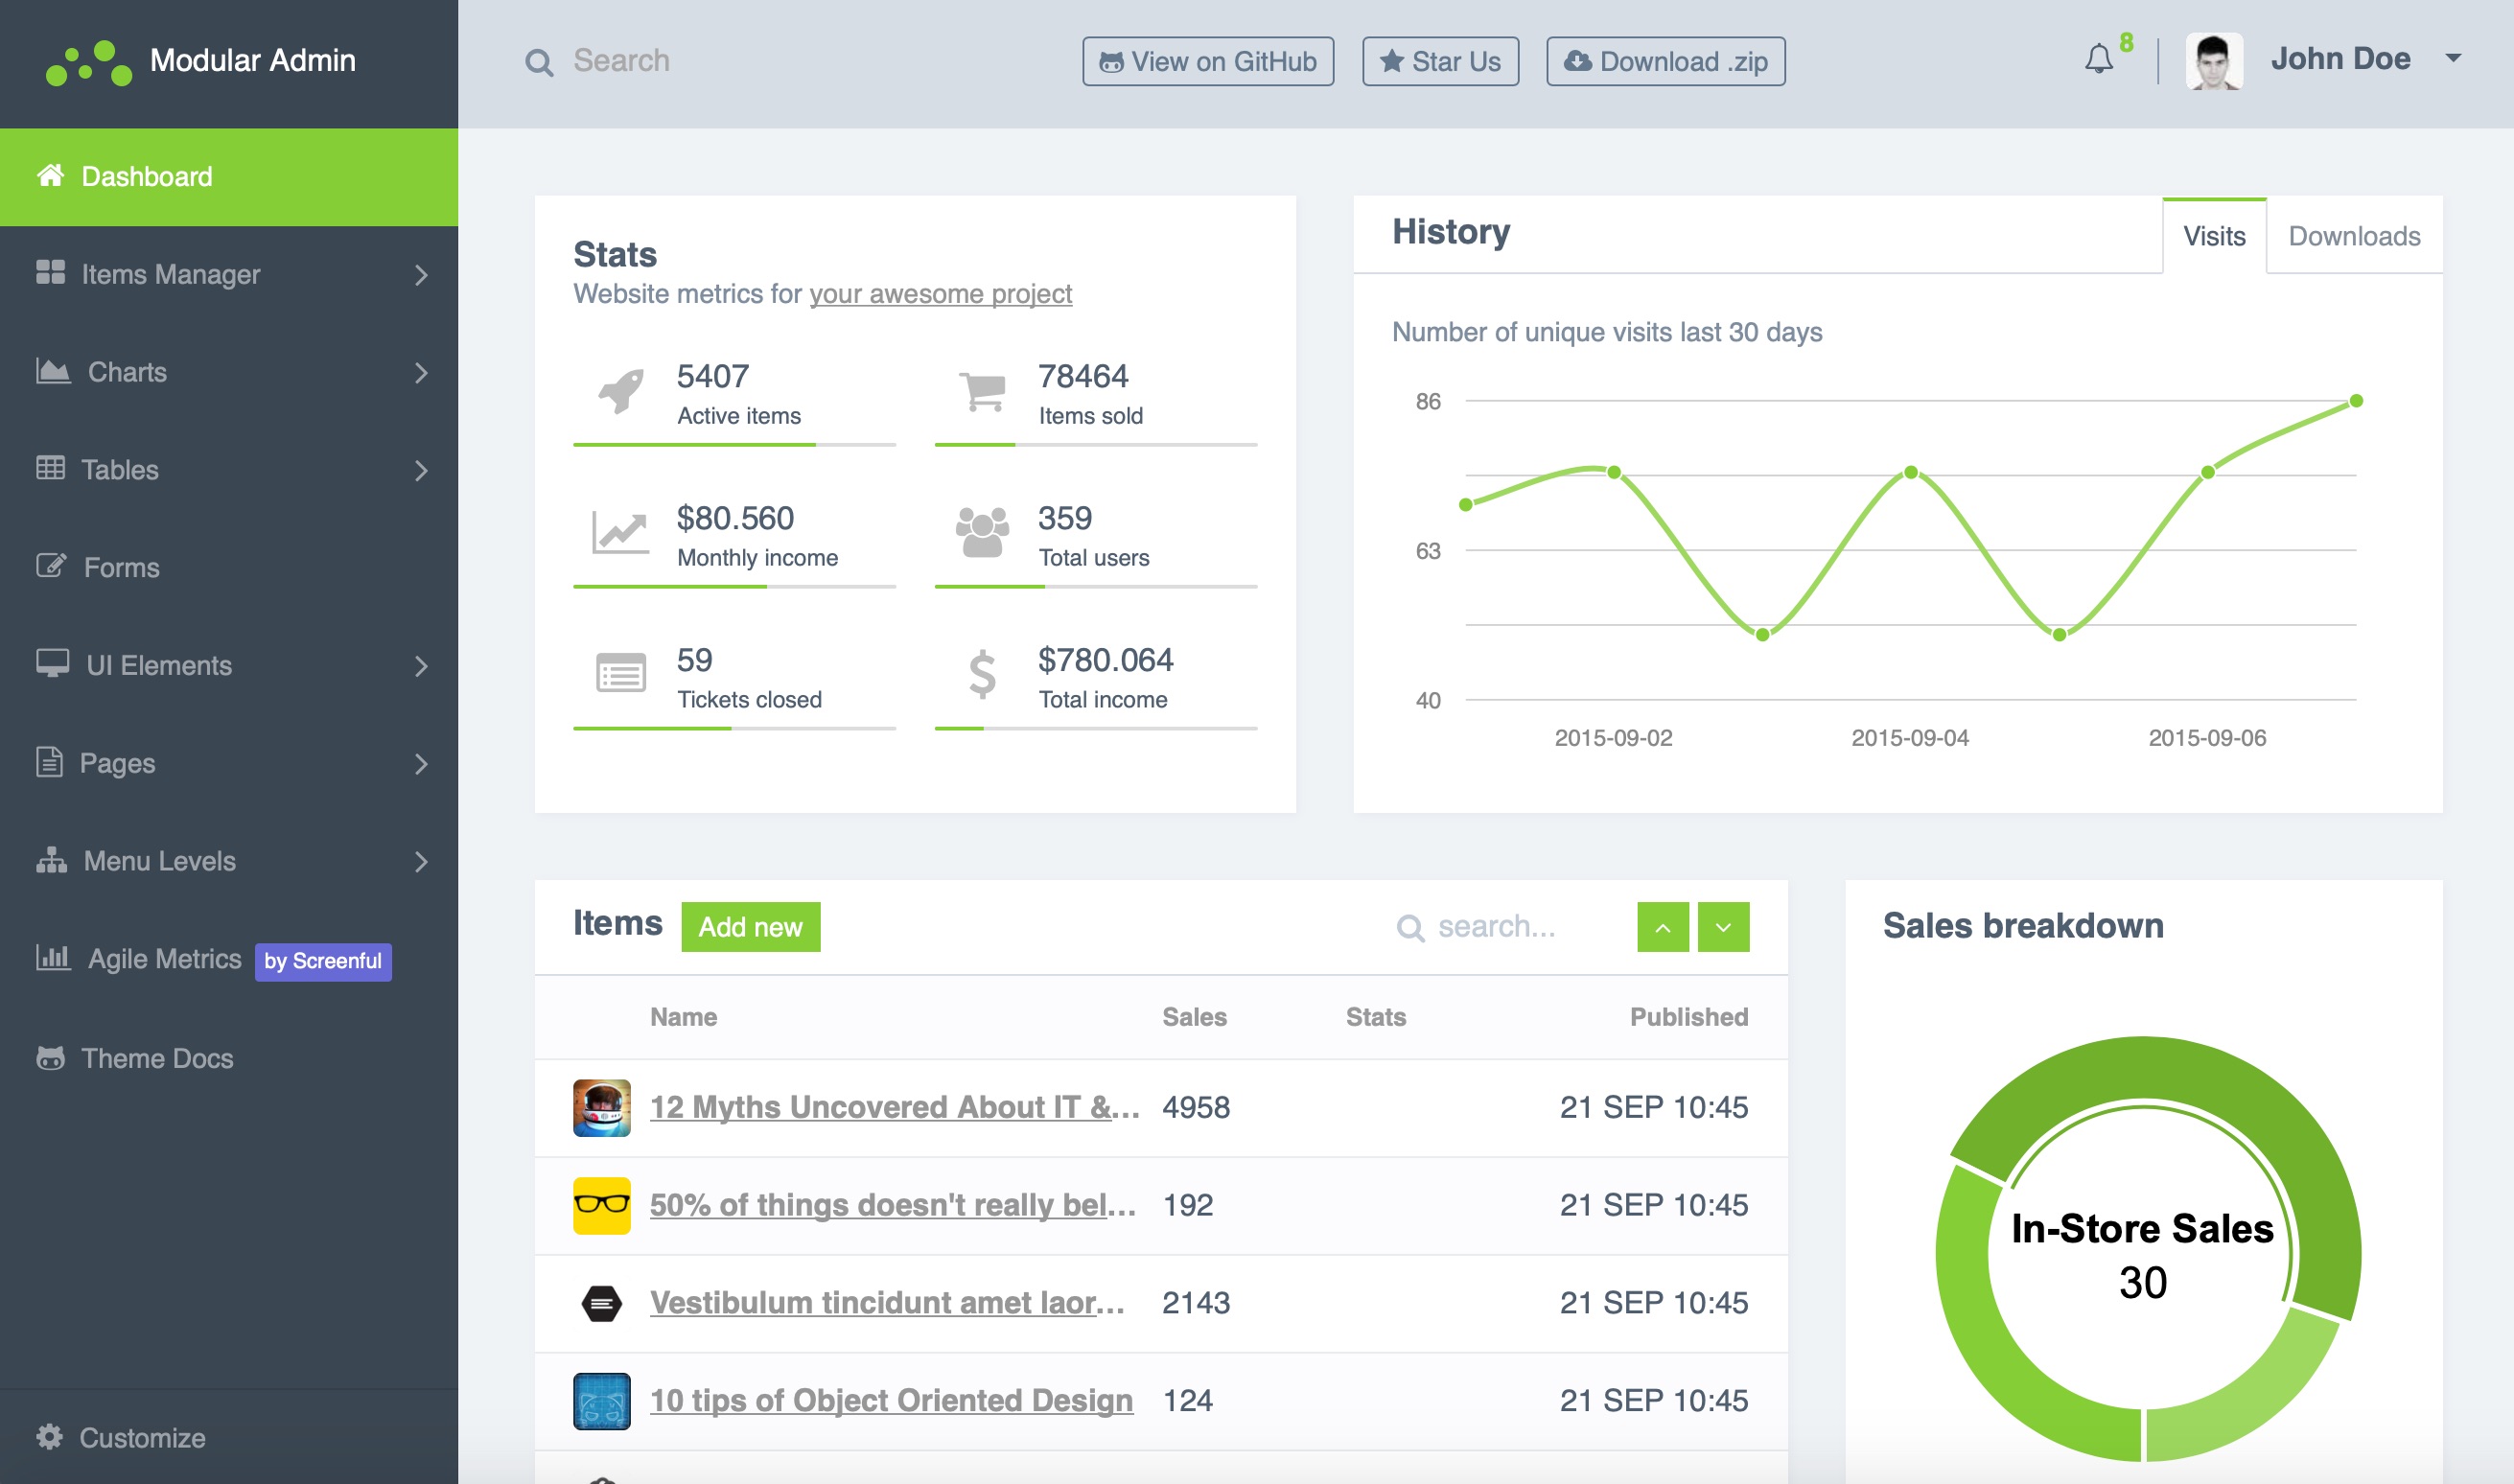 Modular Admin
Search
View on GitHub
Star Us
Download .zip
8
John Doe
Dashboard
Items Manager
Charts
Tables
Forms
UI Elements
Pages
Menu Levels
Agile Metrics by Screenful
Theme Docs
Customize
Stats
Website metrics for your awesome project
5407
Active items
78464
Items sold
$80.560
Monthly income
359
Total users
59
Tickets closed
$780.064
Total income
History
Visits
Downloads
Number of unique visits last 30 days
86
63
40
2015-09-02
2015-09-04
2015-09-06
Items
Add new
search...
Name Sales Stats Published
12 Myths Uncovered About IT &... 4958 21 SEP 10:45
50% of things doesn't really bel... 192 21 SEP 10:45
Vestibulum tincidunt amet laor... 2143 21 SEP 10:45
10 tips of Object Oriented Design 124 21 SEP 10:45
Sales breakdown
In-Store Sales
30